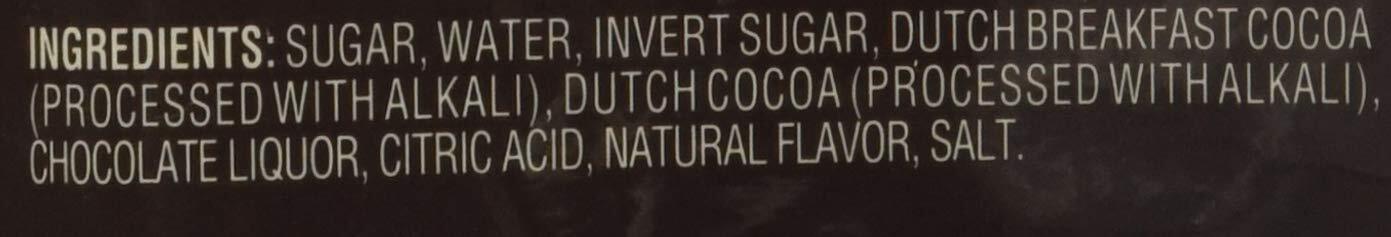 INGREDIENTS: SUGAR, WATER, INVERT SUGAR, DUTCH BREAKFAST COCOA
(PROCESSED WITH ALKALI), DUTCH COCOA (PROCESSED WITH ALKALI),
CHOCOLATE LIQUOR, CITRIC ACID, NATURAL FLAVOR, SALT.